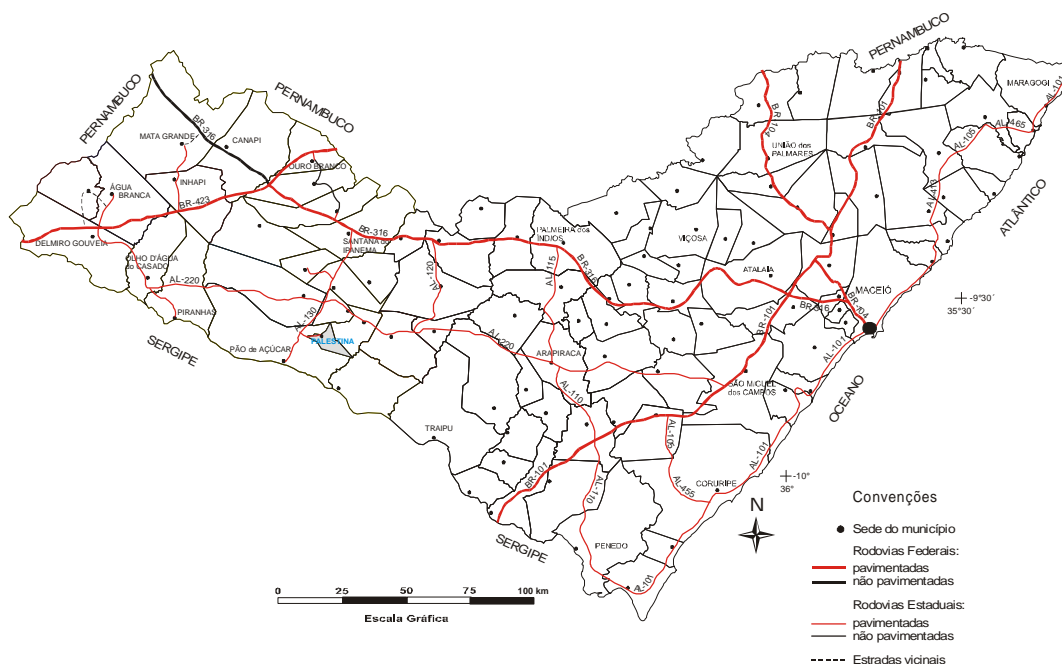 PERNAMBUCO
MARAGOGI
AL-101
BR-104
BR-101
AL-465
AL-105
PERNAMBUCO
PERNAMBUCO
BR-316
MATA GRANDE
CANAPI
OURO BRANCO
UNIÃO dos
PALMARES
AL-413
ATLÂNTICO
ÁGUA
BRANCA
INHAPI
BR-423
DELMIRO GOUVEIA
BR-316
SANTANA do
IPANEMA
PALMEIRA dos
ÍNDIOS
VIÇOSA
OLHO D'ÁGUA
do CASADO
AL-220
AL-120
AL-115
BR-316
ATALAIA
MACEIÓ
BR-104
BR-316
-9°30´
35°30´
PIRANHAS
AL-130
PALESTINA
SERGIPE
PÃO de AÇÚCAR
AL-220
ARAPIRACA
BR-101
AL-101
SÃO MIGUEL
dos CAMPOS
OCEANO
AL-110
TRAIPU
AL-105
AL-101
BR-101
AL-110
AL-455
CORURIPE
-10°
36°
N
SERGIPE
PENEDO
AL-101
0 25 50 75 100 km
Escala Gráfica
Convenções
Sede do município
Rodovias Federais:
pavimentadas
não pavimentadas
Rodovias Estaduais:
pavimentadas
não pavimentadas
Estradas vicinais